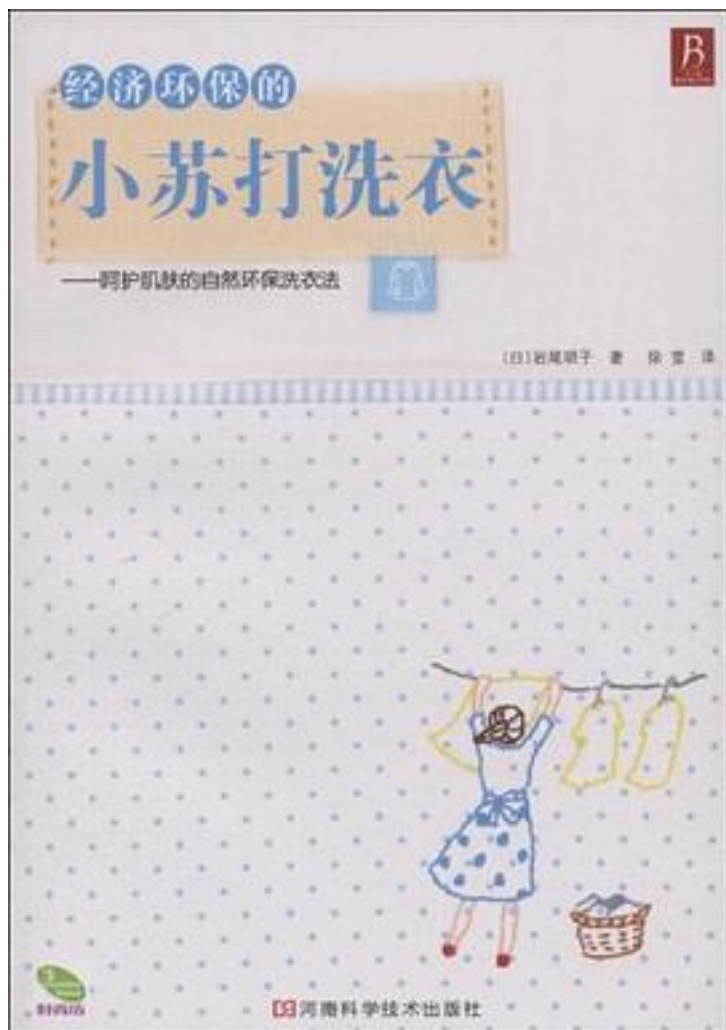 经济环保的
小苏打洗衣
——呵护肌肤的自然环保洗衣法
(日)岩尾明子 著 徐 莹 译
河南科学技术出版社